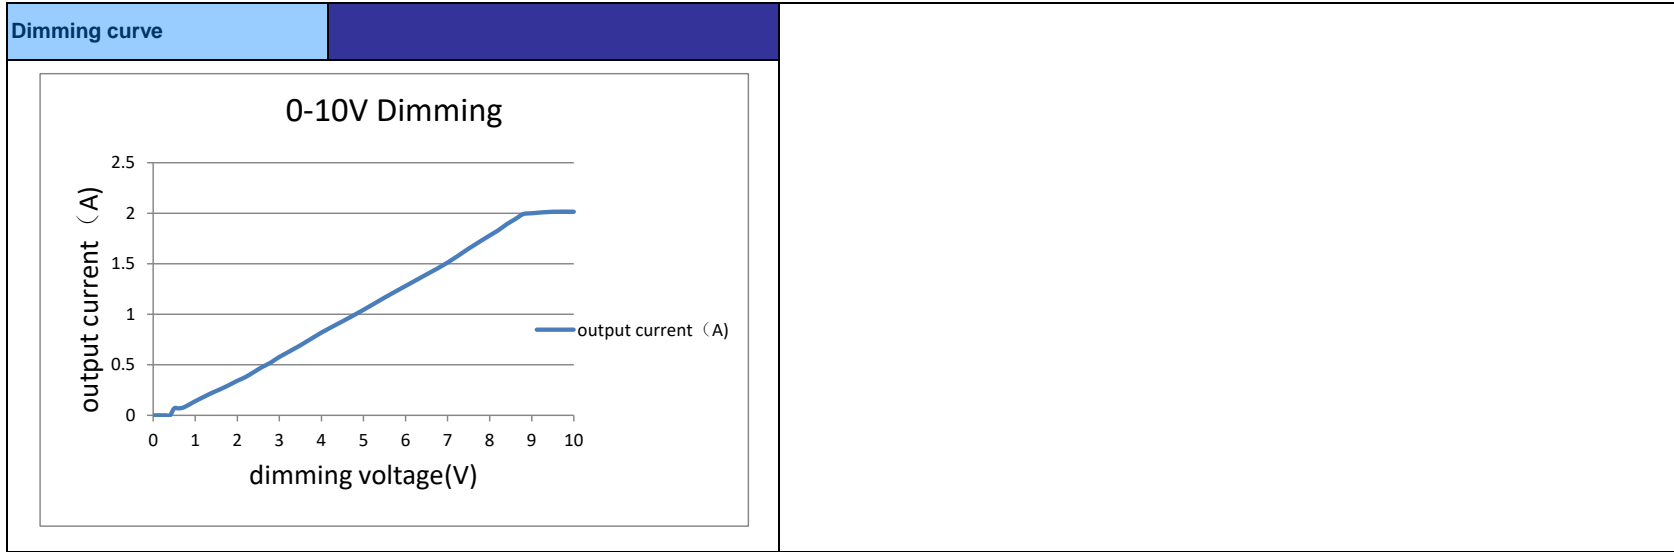 Dimming curve
0-10V Dimming
output current（A)
2.5
2
1.5
1
0.5
0
0 1 2 3 4 5 6 7 8 9 10
dimming voltage(V)
output current（A)